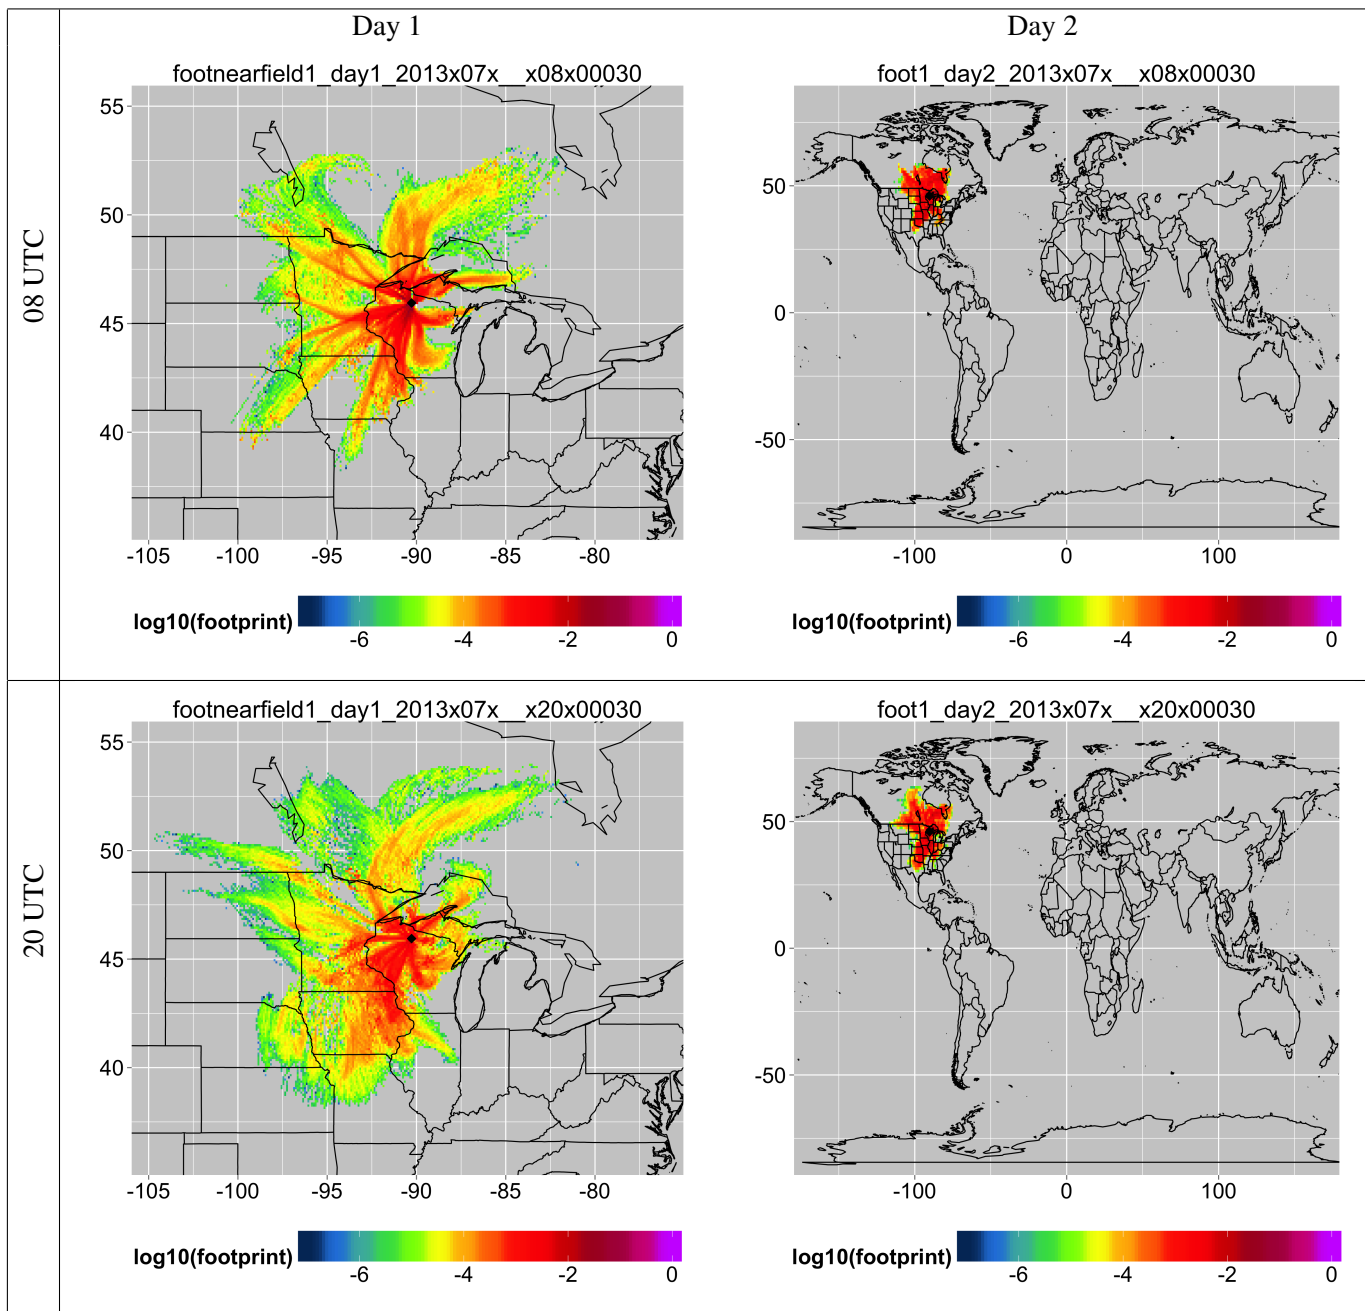 Day 1
Day 2
08 UTC
footnearfield1_day1_2013x07x__x08x00030
55
50
45
40
-105 -100 -95 -90 -85 -80
log10(footprint)
-6 -4 -2 0
foot1_day2_2013x07x__x08x00030
50
0
-50
-100 0 100
log10(footprint)
-6 -4 -2 0
20 UTC
footnearfield1_day1_2013x07x__x20x00030
55
50
45
40
-105 -100 -95 -90 -85 -80
log10(footprint)
-6 -4 -2 0
foot1_day2_2013x07x__x20x00030
50
0
-50
-100 0 100
log10(footprint)
-6 -4 -2 0